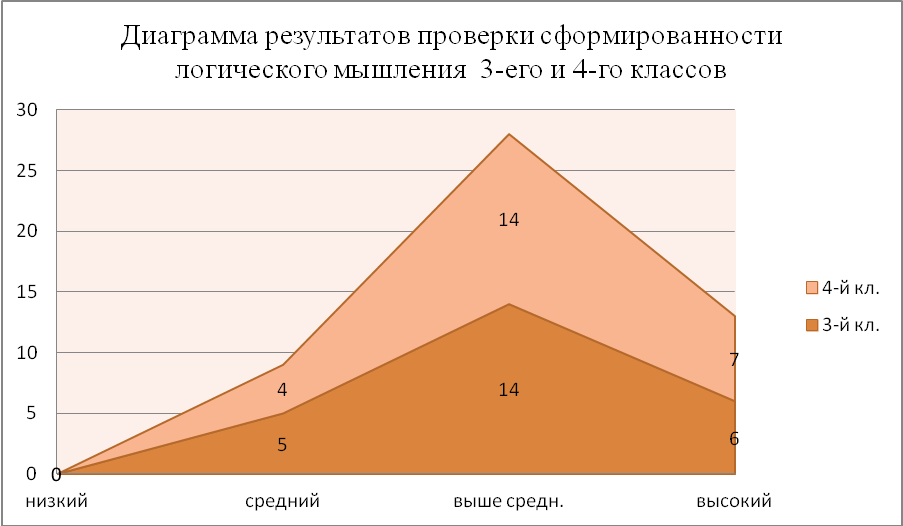 Диаграмма результатов проверки сформированности
логического мышления 3-его и 4-го классов
30
25
20
15
10
5
0
14
4
7
14
5
6
0
низкий средний выше средн. высокий
4-й кл.
3-й кл.